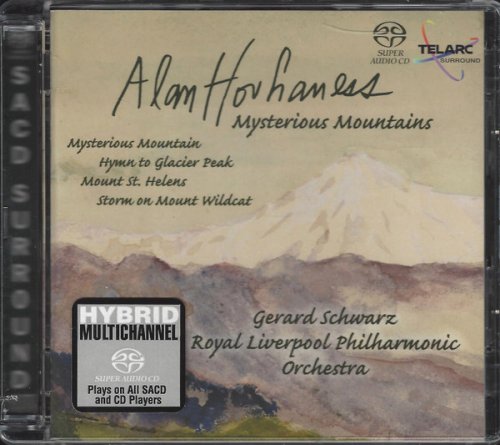 SUPER AUDIO CD
TELARC
SURROUND
Alan Hovhaness
Mysterious Mountains
Mysterious Mountain
Hymn to Glacier Peak
Mount St. Helens
Storm on Mount Wildcat
SACD SURROUND
HYBRID
MULTICHANNEL
SUPER AUDIO CD
Plays on All SACD
and CD Players
Gerard Schwarz
Royal Liverpool Philharmonic
Orchestra